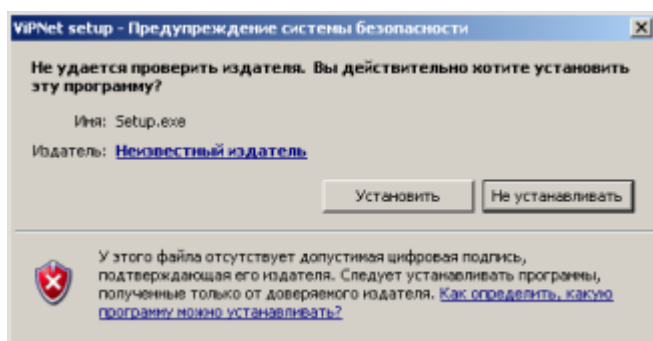 ViPNet setup - Предупреждение системы безопасности
Не удается проверить издателя. Вы действительно хотите установить
эту программу?
Имя: Setup.exe
Издатель: Неизвестный издатель
Установить
Не устанавливать
У этого файла отсутствует допустимая цифровая подпись,
подтверждающая его издателя. Следует устанавливать программы,
полученные только от доверяемого издателя. Как определить, какую
программу можно устанавливать?